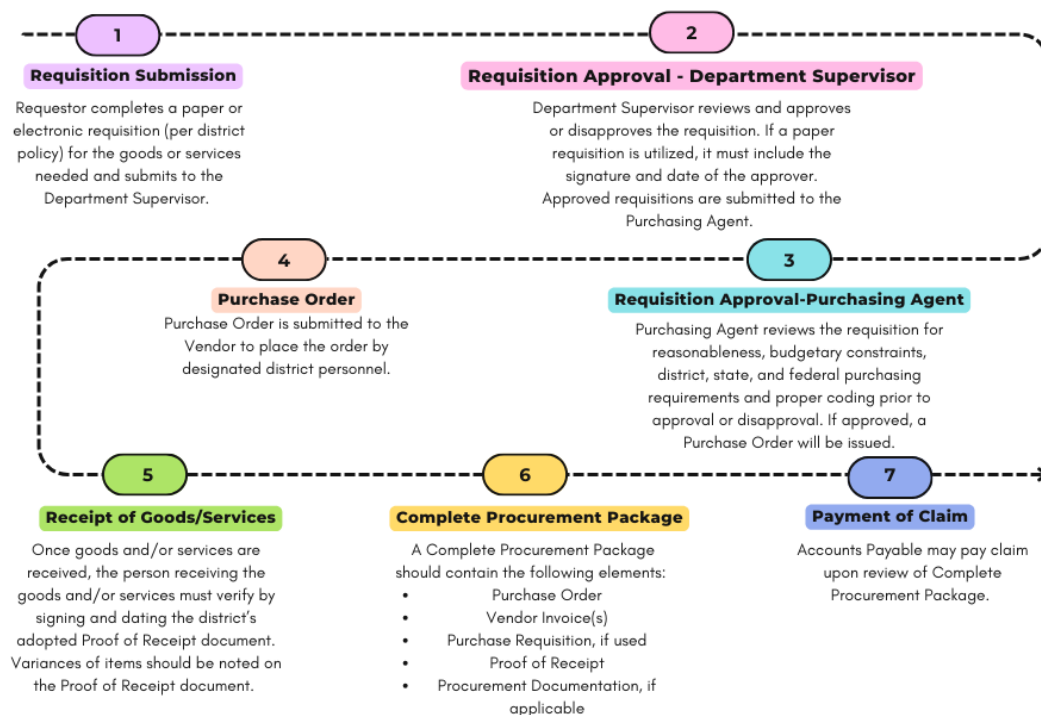 1
Requisition Submission
Requestor completes a paper or
electronic requisition (per district
policy) for the goods or services
needed and submits to the
Department Supervisor.
2
Requisition Approval - Department Supervisor
Department Supervisor reviews and approves
or disapproves the requisition. If a paper
requisition is utilized, it must include the
signature and date of the approver.
Approved requisitions are submitted to the
Purchasing Agent.
3
Requisition Approval-Purchasing Agent
Purchasing Agent reviews the requisition for
reasonableness, budgetary constraints,
district, state, and federal purchasing
requirements and proper coding prior to
approval or disapproval. If approved, a
Purchase Order will be issued.
4
Purchase Order
Purchase Order is submitted to the
Vendor to place the order by
designated district personnel.
5
Receipt of Goods/Services
Once goods and/or services are
received, the person receiving the
goods and/or services must verify by
signing and dating the district's
adopted Proof of Receipt document.
Variances of items should be noted on
the Proof of Receipt document.
6
Complete Procurement Package
A Complete Procurement Package
should contain the following elements:
• Purchase Order
• Vendor Invoice(s)
• Purchase Requisition, if used
• Proof of Receipt
• Procurement Documentation, if
applicable
7
Payment of Claim
Accounts Payable may pay claim
upon review of Complete
Procurement Package.